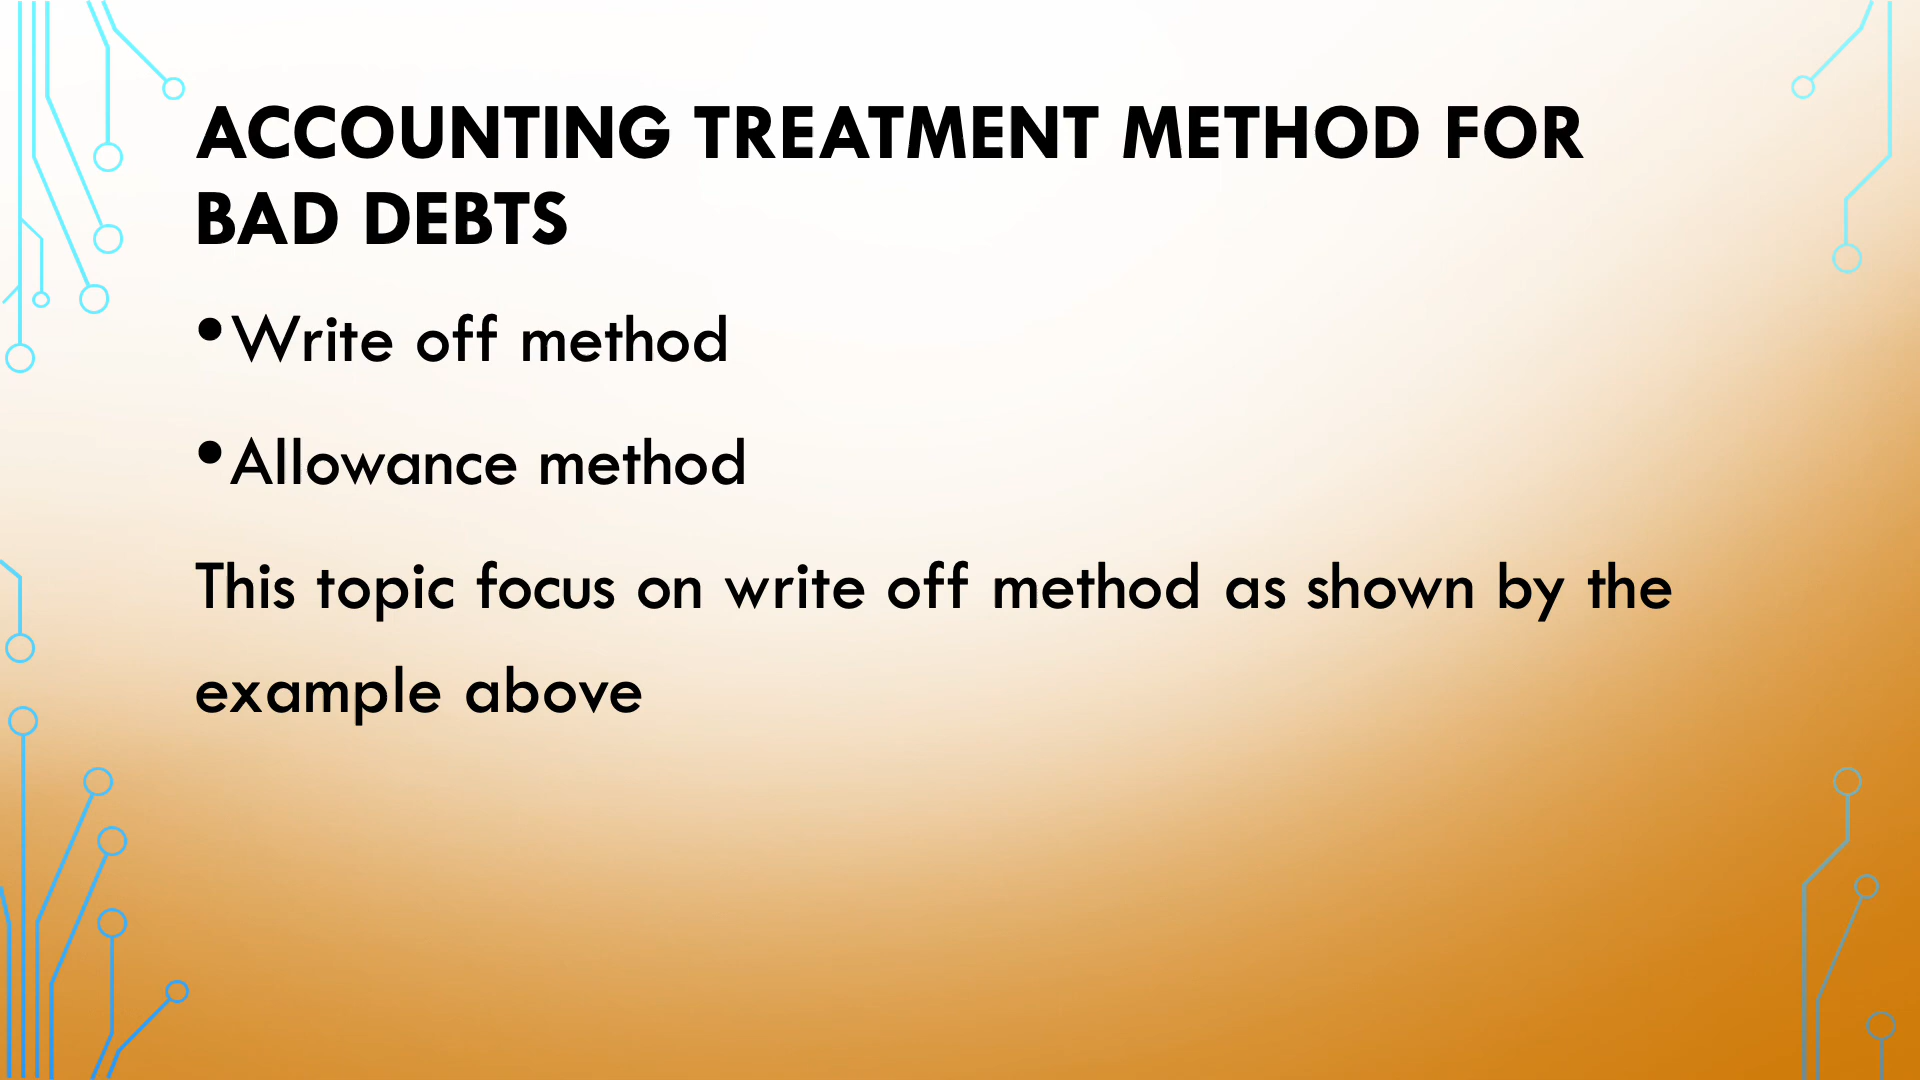 ACCOUNTING TREATMENT METHOD FOR
BAD DEBTS
•Write off method
•Allowance method
This topic focus on write off method as shown by the
example above